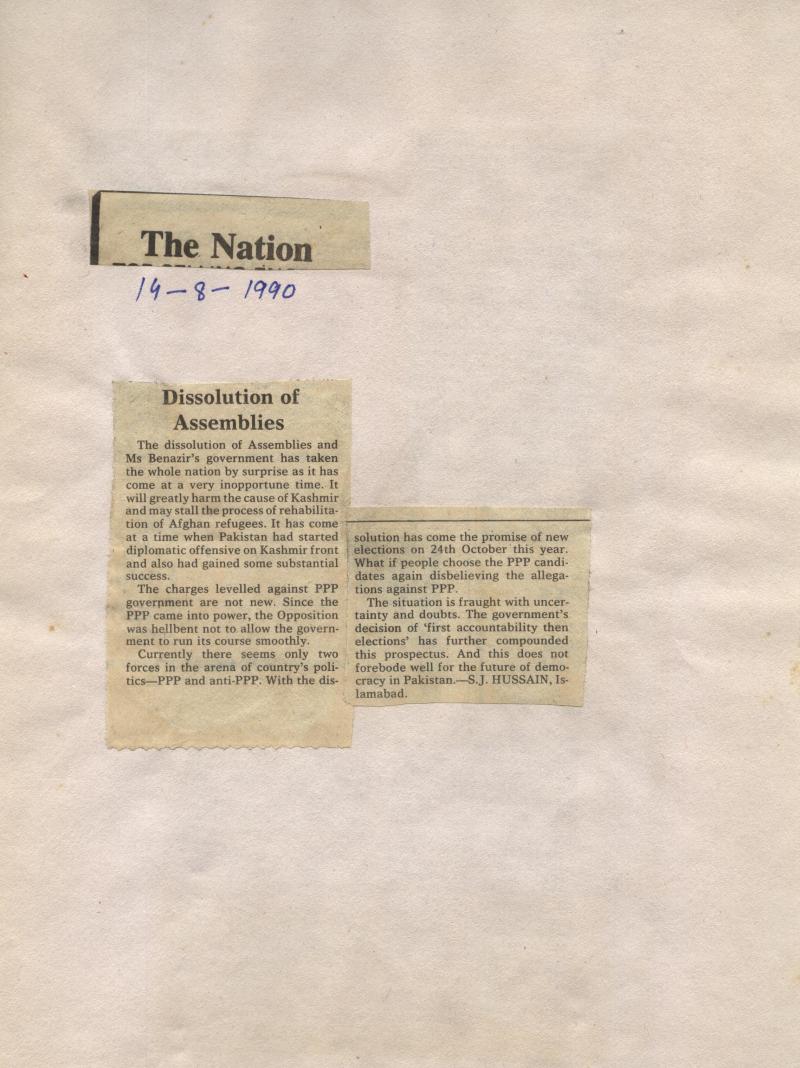 The Nation
14-8-1990
Dissolution of
Assemblies
The dissolution of Assemblies and
Ms Benazir's government has taken
the whole nation by surprise as it has
come at a very inopportune time. It
will greatly harm the cause of Kashmir
and may stall the process of rehabilita-
tion of Afghan refugees. It has come
at a time when Pakistan had started
diplomatic offensive on Kashmir front
and also had gained some substantial
success.
The charges levelled against PPP
government are not new. Since the
PPP came into power, the Opposition
was hellbent not to allow the govern-
ment to run its course smoothly.
Currently there seems only two
forces in the arena of country's poli-
tics—PPP and anti-PPP. With the dis-
solution has come the promise of new
elections on 24th October this year.
What if people choose the PPP candi-
dates again disbelieving the allega-
tions against PPP.
The situation is fraught with uncer-
tainty and doubts. The government's
decision of 'first accountability then
elections' has further compounded
this prospectus. And this does not
forebode well for the future of demo-
cracy in Pakistan.—S.J. HUSSAIN, Is-
lamabad.